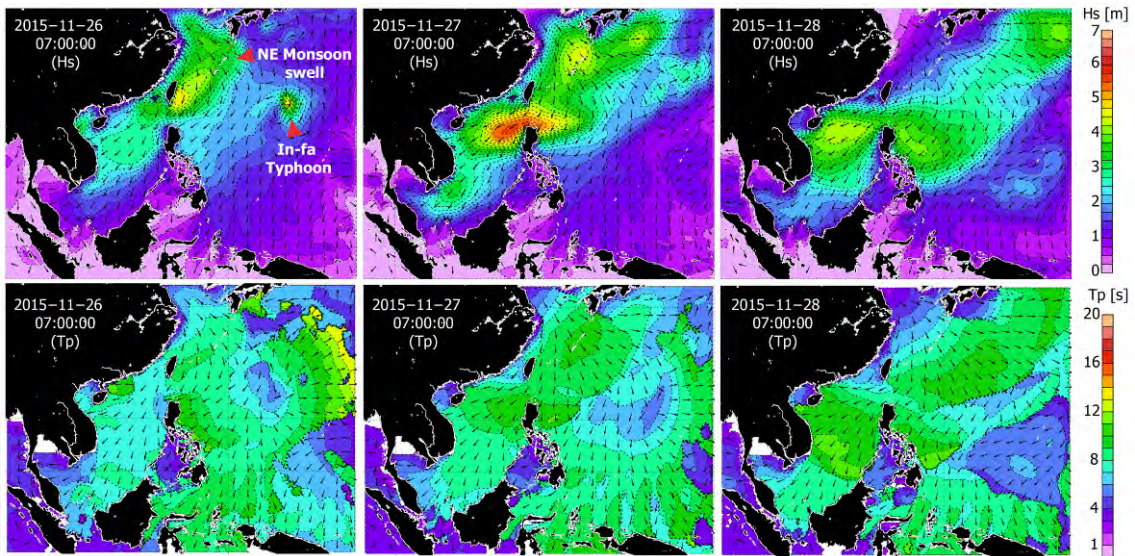 2015-11-26
07:00:00
(Hs)
NE Monsoon
swell
In-fa
Typhoon
2015-11-27
07:00:00
(Hs)
2015-11-28
07:00:00
(Hs)
Hs [m]
7
6
5
4
3
2
1
0
2015-11-26
07:00:00
(Tp)
2015-11-27
07:00:00
(Tp)
2015-11-28
07:00:00
(Tp)
Tp [s]
20
16
12
8
4
1